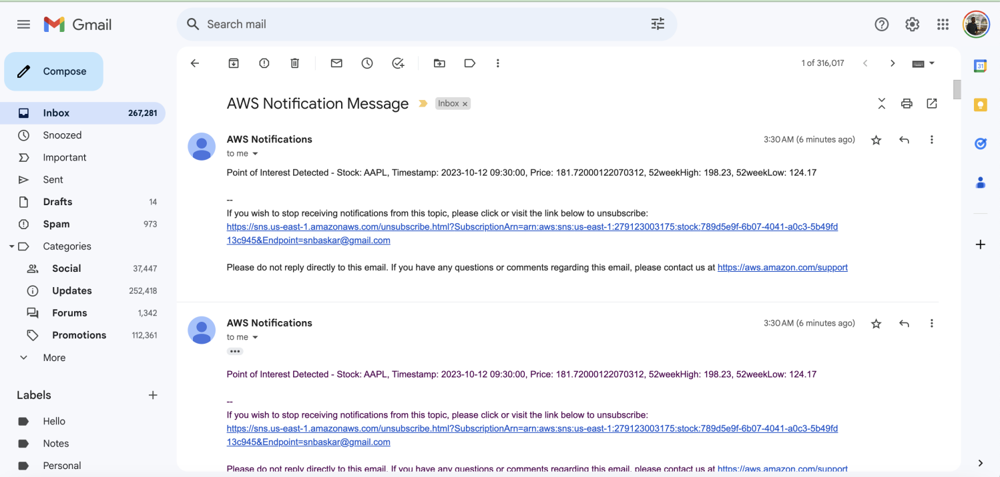 Gmail
Search mail
Compose
1 of 316,017
Inbox 267,281
Snoozed
Important
Sent
Drafts 14
Spam 973
Categories
Social 37,447
Updates 252,418
Forums 1,342
Promotions 112,361
More
Labels
Hello
Notes
Personal
AWS Notification Message Inbox ×
AWS Notifications 3:30 AM (6 minutes ago)
to me
Point of Interest Detected - Stock: AAPL, Timestamp: 2023-10-12 09:30:00, Price: 181.72000122070312, 52weekHigh: 198.23, 52weekLow: 124.17
--
If you wish to stop receiving notifications from this topic, please click or visit the link below to unsubscribe:
https://sns.us-east-1.amazonaws.com/unsubscribe.html?SubscriptionArn=arn:aws:sns:us-east-1:279123003175:stock:789d5e9f-6b07-4041-a0c3-5b49fd
13c945&Endpoint=snbaskar@gmail.com
Please do not reply directly to this email. If you have any questions or comments regarding this email, please contact us at https://aws.amazon.com/support
AWS Notifications 3:30 AM (6 minutes ago)
to me
•••
Point of Interest Detected - Stock: AAPL, Timestamp: 2023-10-12 09:30:00, Price: 181.72000122070312, 52weekHigh: 198.23, 52weekLow: 124.17
--
If you wish to stop receiving notifications from this topic, please click or visit the link below to unsubscribe:
https://sns.us-east-1.amazonaws.com/unsubscribe.html?SubscriptionArn=arn:aws:sns:us-east-1:279123003175:stock:789d5e9f-6b07-4041-a0c3-5b49fd
13c945&Endpoint=snbaskar@gmail.com
Please do not reply directly to this email. If you have any questions or comments regarding this email, please contact us at https://aws.amazon.com/support
31